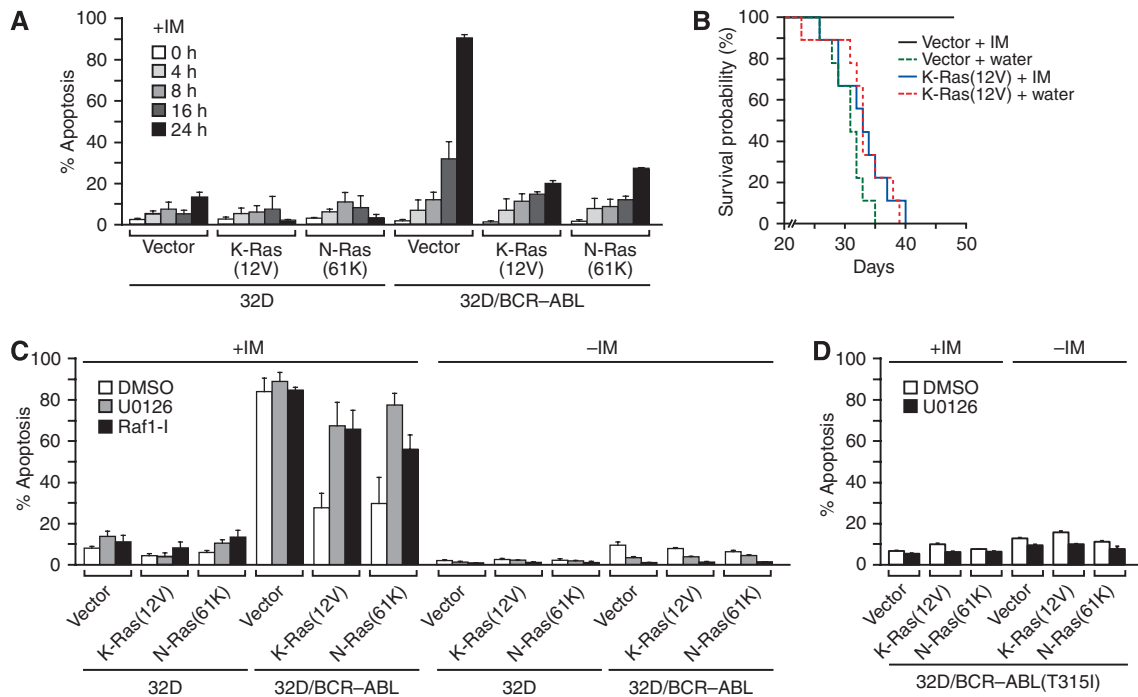 A
+IM
0 h
4 h
8 h
16 h
24 h
% Apoptosis
100
80
60
40
20
0
Vector
K-Ras
(12V)
N-Ras
(61K)
Vector
K-Ras
(12V)
N-Ras
(61K)
32D
32D/BCR–ABL
B
Survival probability (%)
100
80
60
40
20
0
Vector + IM
Vector + water
K-Ras(12V) + IM
K-Ras(12V) + water
20
30
40
50
Days
C
+IM
–IM
DMSO
U0126
Raf1-I
% Apoptosis
100
80
60
40
20
0
Vector
K-Ras(12V)
N-Ras(61K)
Vector
K-Ras(12V)
N-Ras(61K)
Vector
K-Ras(12V)
N-Ras(61K)
Vector
K-Ras(12V)
N-Ras(61K)
32D
32D/BCR–ABL
32D
32D/BCR–ABL
D
+IM
–IM
DMSO
U0126
% Apoptosis
100
80
60
40
20
0
Vector
K-Ras(12V)
N-Ras(61K)
Vector
K-Ras(12V)
N-Ras(61K)
32D/BCR–ABL(T315I)